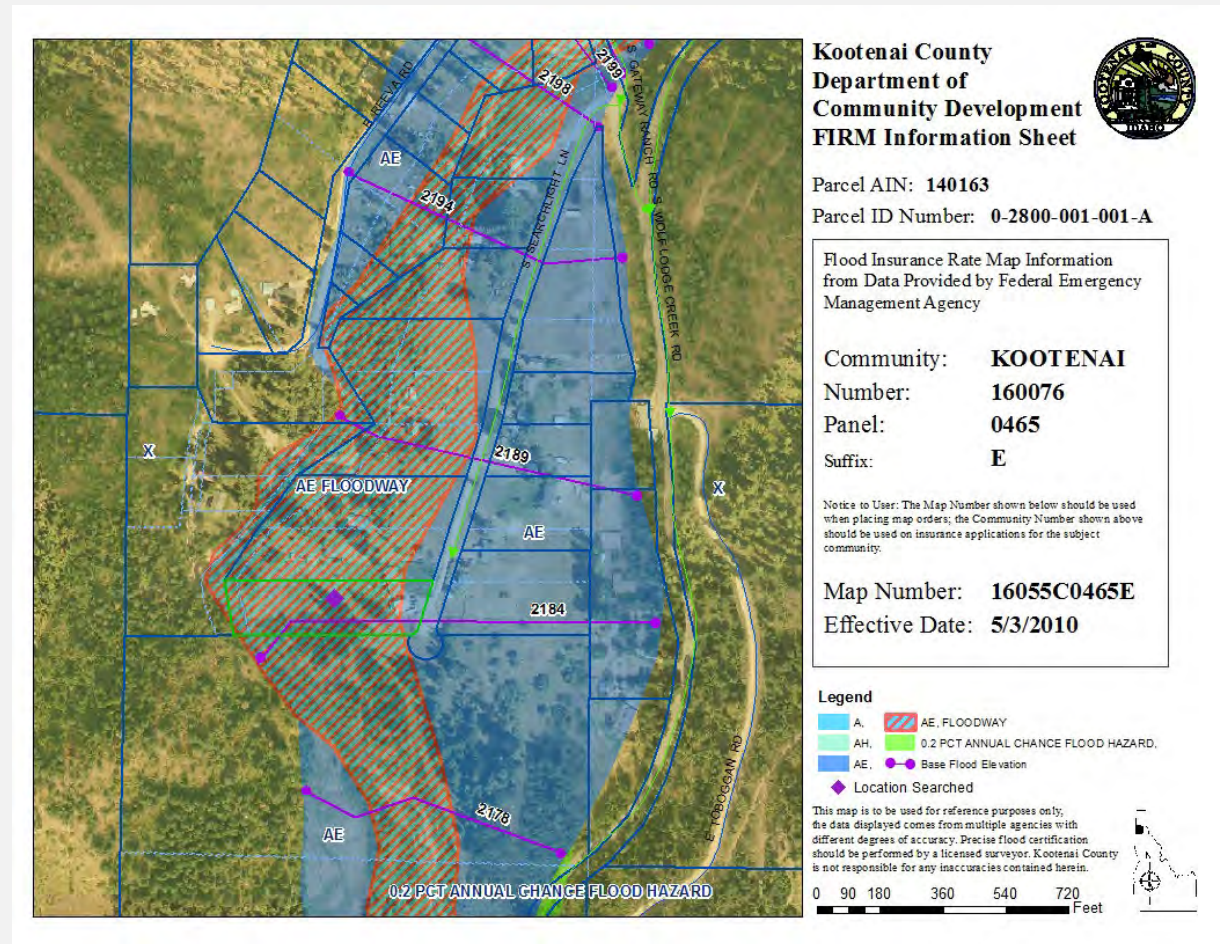 Kootenai County
Department of
Community Development
FIRM Information Sheet
KOOTENAI COUNTY
IDAHO
Parcel AIN: 140163
Parcel ID Number: 0-2800-001-001-A
Flood Insurance Rate Map Information
from Data Provided by Federal Emergency
Management Agency
Community: KOOTENAI
Number: 160076
Panel: 0465
Suffix: E
Notice to User: The Map Number shown below should be used
when placing map orders; the Community Number shown above
should be used on insurance applications for the subject
community.
Map Number: 16055C0465E
Effective Date: 5/3/2010
Legend
A,
AE, FLOODWAY
AH,
0.2 PCT ANNUAL CHANCE FLOOD HAZARD,
AE,
Base Flood Elevation
Location Searched
This map is to be used for reference purposes only,
the data displayed comes from multiple agencies with
different degrees of accuracy. Precise flood certification
should be performed by a licensed surveyor. Kootenai County
is not responsible for any inaccuracies contained herein.
0 90 180 360 540 720
Feet
N
2199
2198
S GATEWAY RANCH RD
S WOLF LODGE CREEK RD
E REEVA RD
AE
2194
S SEARCHLIGHT LN
X
2189
AE FLOODWAY
X
AE
2184
E TOBOGGAN RD
2178
AE
0.2 PCT ANNUAL CHANCE FLOOD HAZARD